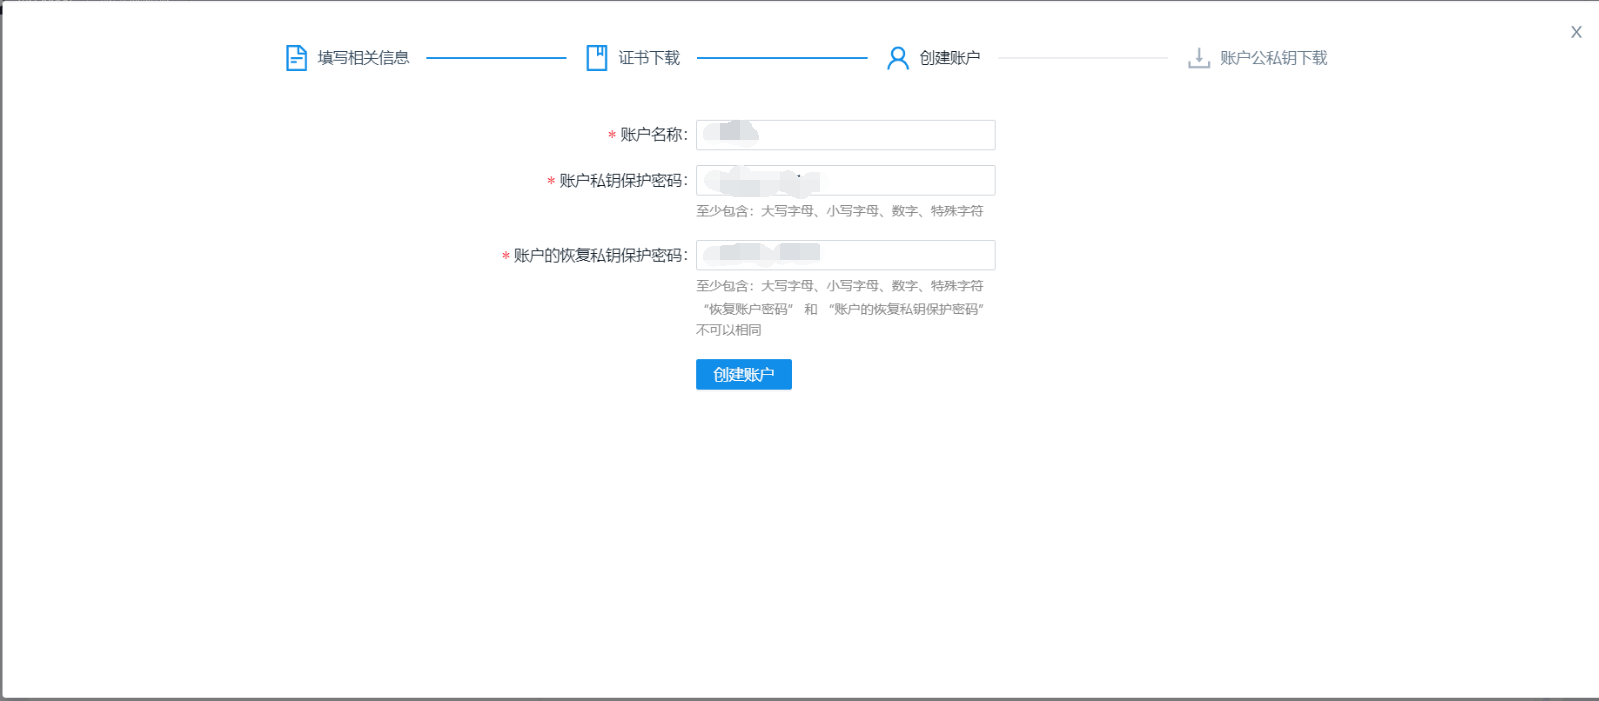 填写相关信息 证书下载 创建账户 账户公私钥下载
X
* 账户名称：
* 账户私钥保护密码：
至少包含：大写字母、小写字母、数字、特殊字符
* 账户的恢复私钥保护密码：
至少包含：大写字母、小写字母、数字、特殊字符
“恢复账户密码” 和 “账户的恢复私钥保护密码”
不可以相同
创建账户